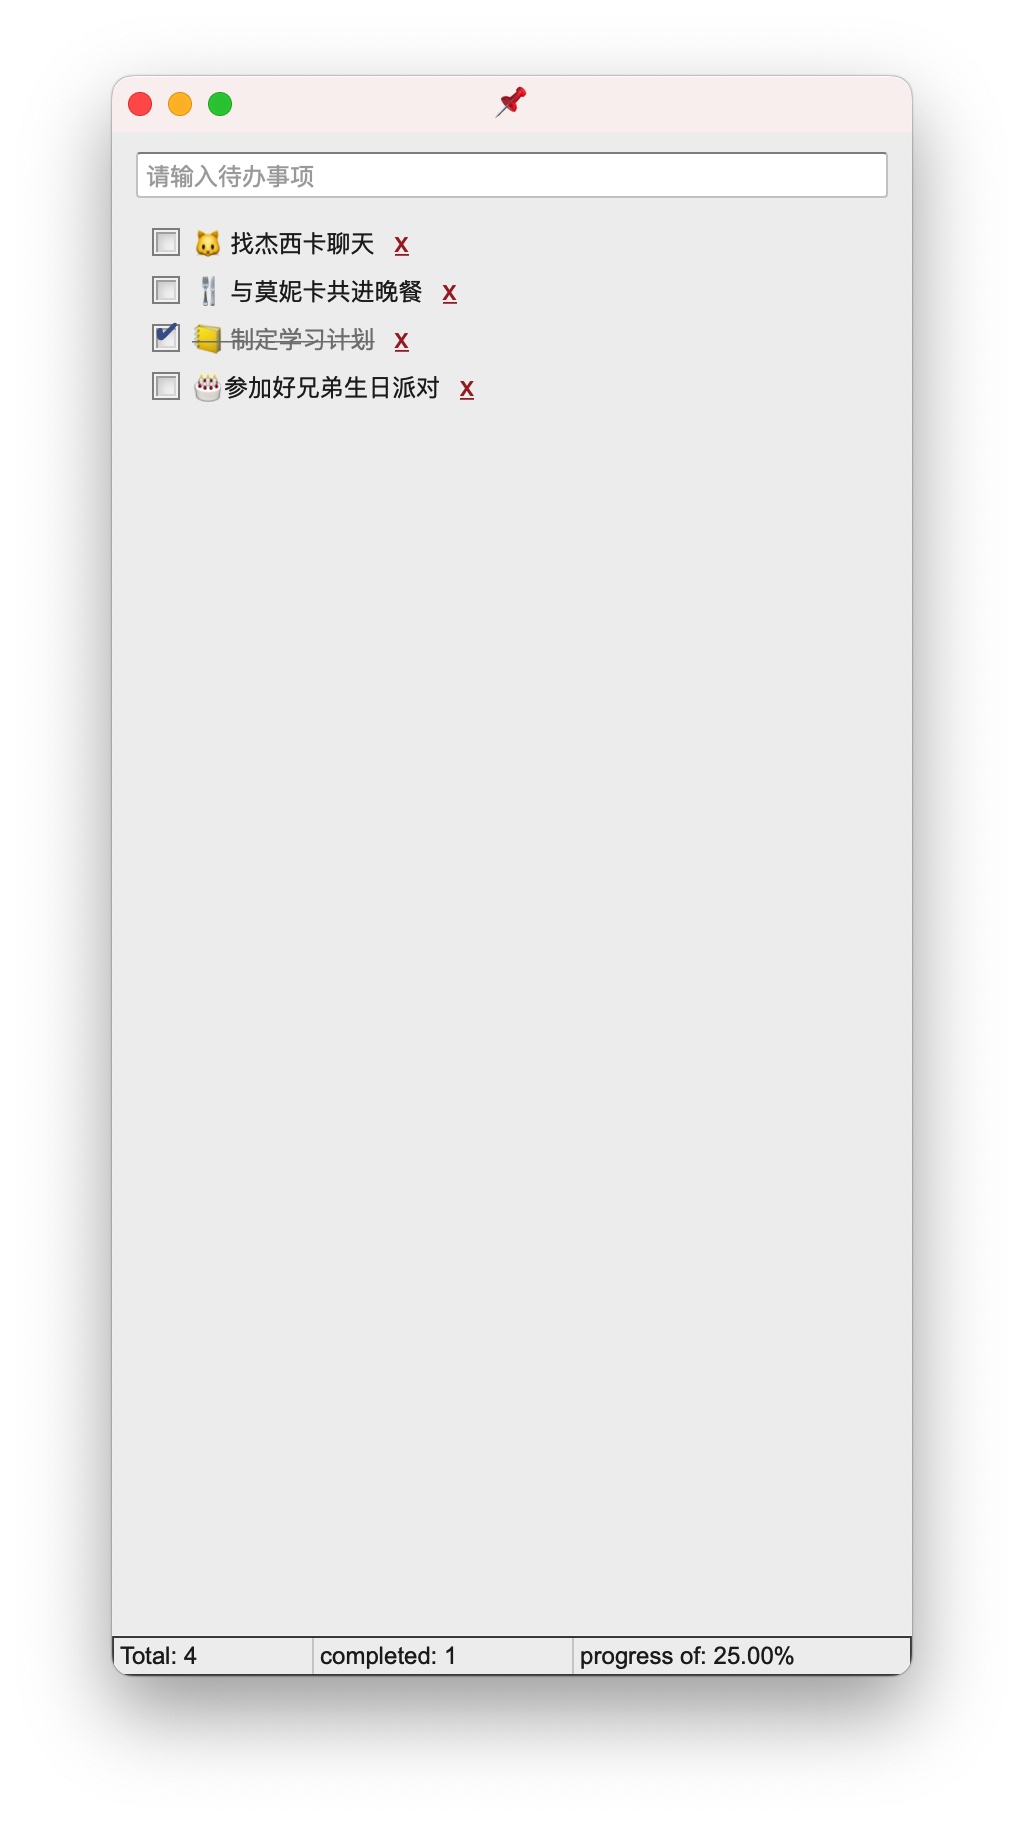 请输入待办事项
🐱 找杰西卡聊天 x
🍴 与莫妮卡共进晚餐 x
📒 制定学习计划 x
🎂参加好兄弟生日派对 x
Total: 4 completed: 1 progress of: 25.00%